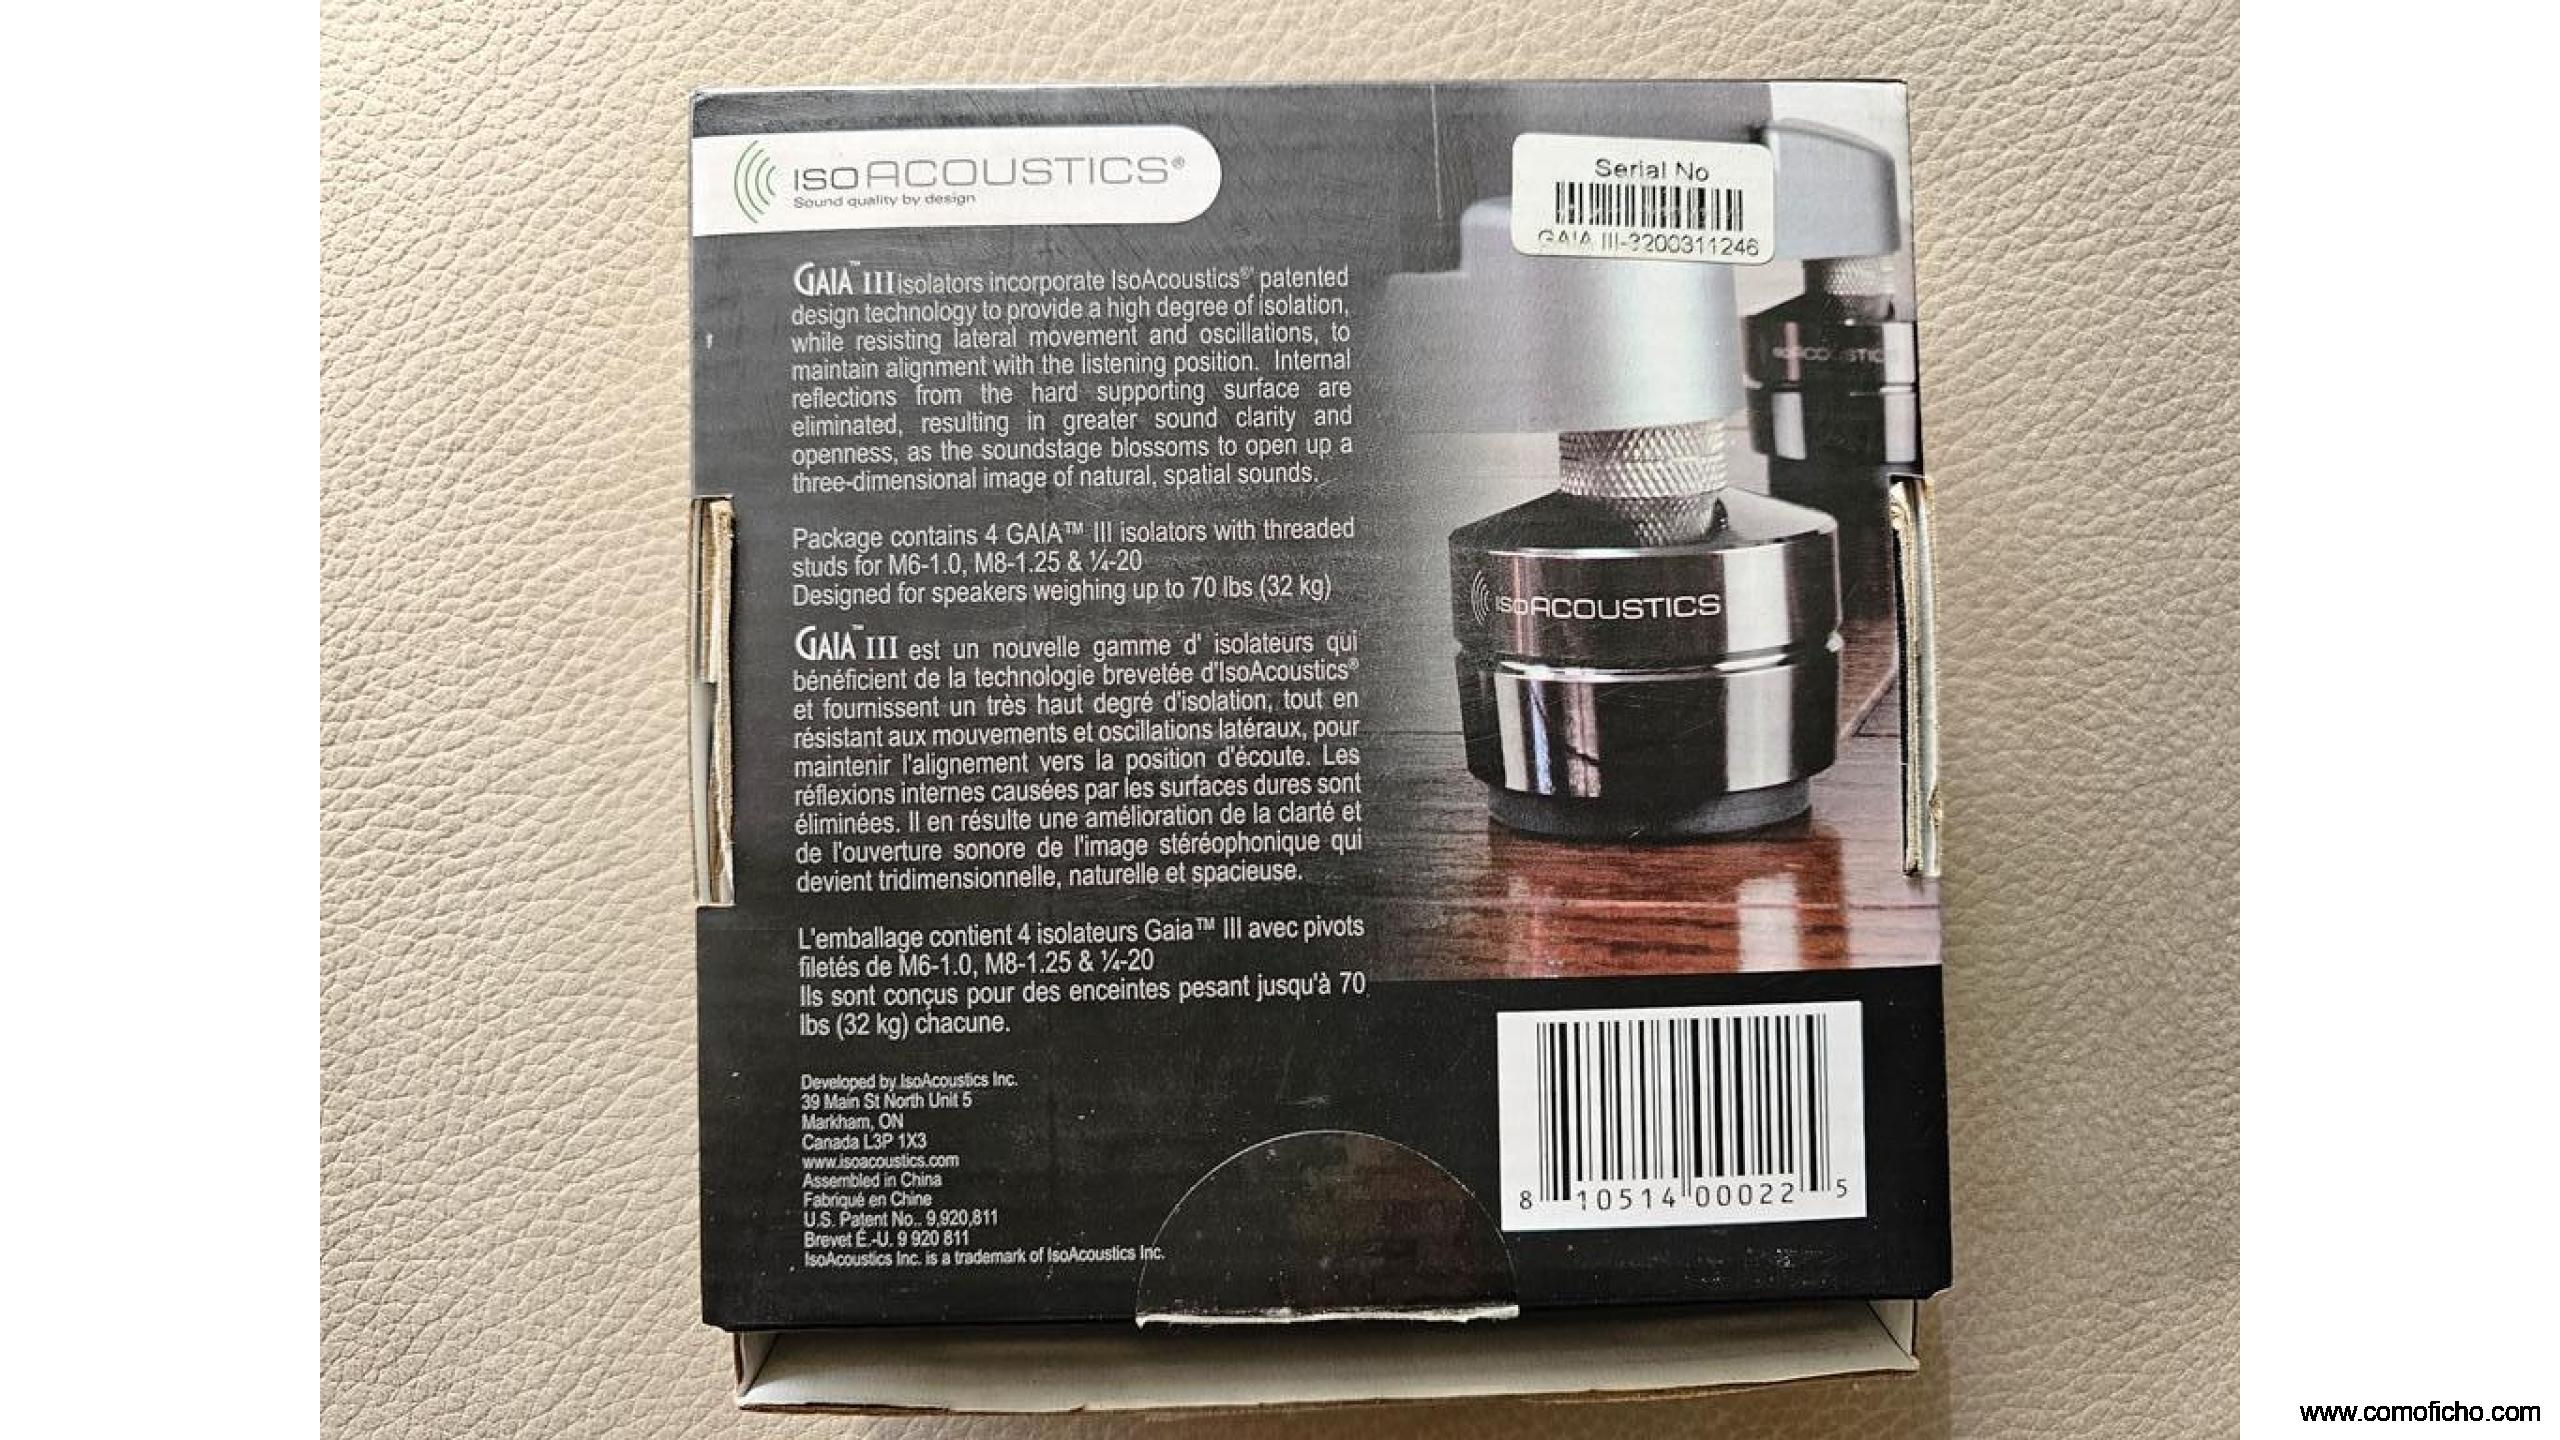 ISOACOUSTICS®
Sound quality by design
Serial No
GAIA III-3200311246
GAIA™ III isolators incorporate IsoAcoustics®' patented
design technology to provide a high degree of isolation,
while resisting lateral movement and oscillations, to
maintain alignment with the listening position. Internal
reflections from the hard supporting surface are
eliminated, resulting in greater sound clarity and
openness, as the soundstage blossoms to open up a
three-dimensional image of natural, spatial sounds.
Package contains 4 GAIA™ III isolators with threaded
studs for M6-1.0, M8-1.25 & ¼-20
Designed for speakers weighing up to 70 lbs (32 kg)
GAIA™ III est un nouvelle gamme d' isolateurs qui
bénéficient de la technologie brevetée d'IsoAcoustics®
et fournissent un très haut degré d'isolation, tout en
résistant aux mouvements et oscillations latéraux, pour
maintenir l'alignement vers la position d'écoute. Les
réflexions internes causées par les surfaces dures sont
éliminées. Il en résulte une amélioration de la clarté et
de l'ouverture sonore de l'image stéréophonique qui
devient tridimensionnelle, naturelle et spacieuse.
L'emballage contient 4 isolateurs Gaia™ III avec pivots
filetés de M6-1.0, M8-1.25 & ¼-20
Ils sont conçus pour des enceintes pesant jusqu'à 70
lbs (32 kg) chacune.
Developed by IsoAcoustics Inc.
39 Main St North Unit 5
Markham, ON
Canada L3P 1X3
www.isoacoustics.com
Assembled in China
Fabriqué en Chine
U.S. Patent No.. 9,920,811
Brevet É.-U. 9 920 811
IsoAcoustics Inc. is a trademark of IsoAcoustics Inc.
ISOACOUSTICS
ISOACOUSTICS
8 10514 00022 5
www.comoficho.com